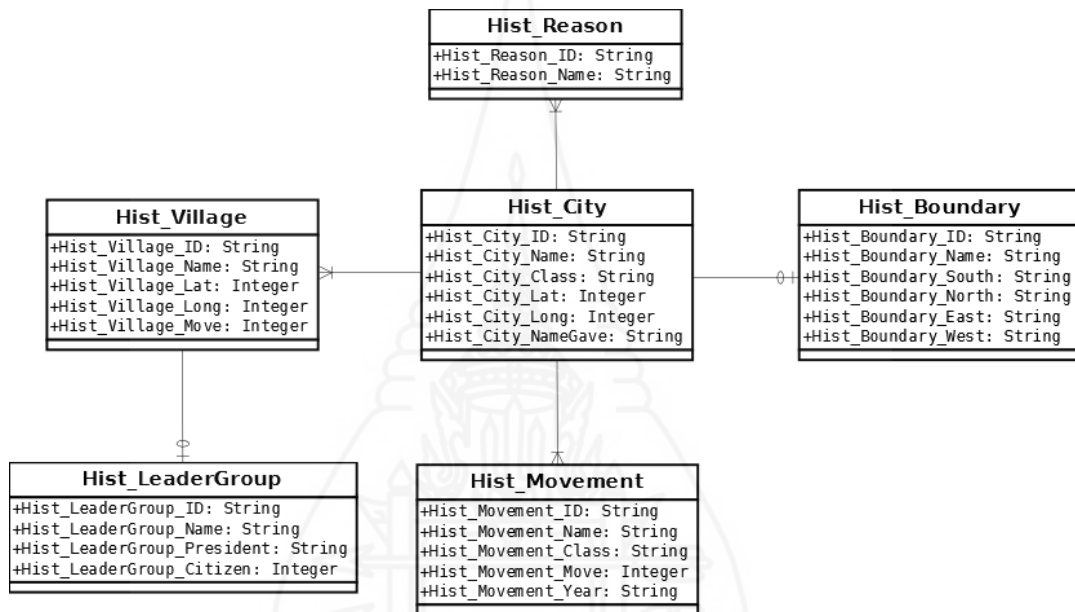 Hist_Reason
+Hist_Reason_ID: String
+Hist_Reason_Name: String
Hist_Village
+Hist_Village_ID: String
+Hist_Village_Name: String
+Hist_Village_Lat: Integer
+Hist_Village_Long: Integer
+Hist_Village_Move: Integer
Hist_City
+Hist_City_ID: String
+Hist_City_Name: String
+Hist_City_Class: String
+Hist_City_Lat: Integer
+Hist_City_Long: Integer
+Hist_City_NameGave: String
Hist_Boundary
+Hist_Boundary_ID: String
+Hist_Boundary_Name: String
+Hist_Boundary_South: String
+Hist_Boundary_North: String
+Hist_Boundary_East: String
+Hist_Boundary_West: String
Hist_LeaderGroup
+Hist_LeaderGroup_ID: String
+Hist_LeaderGroup_Name: String
+Hist_LeaderGroup_President: String
+Hist_LeaderGroup_Citizen: Integer
Hist_Movement
+Hist_Movement_ID: String
+Hist_Movement_Name: String
+Hist_Movement_Class: String
+Hist_Movement_Move: Integer
+Hist_Movement_Year: String